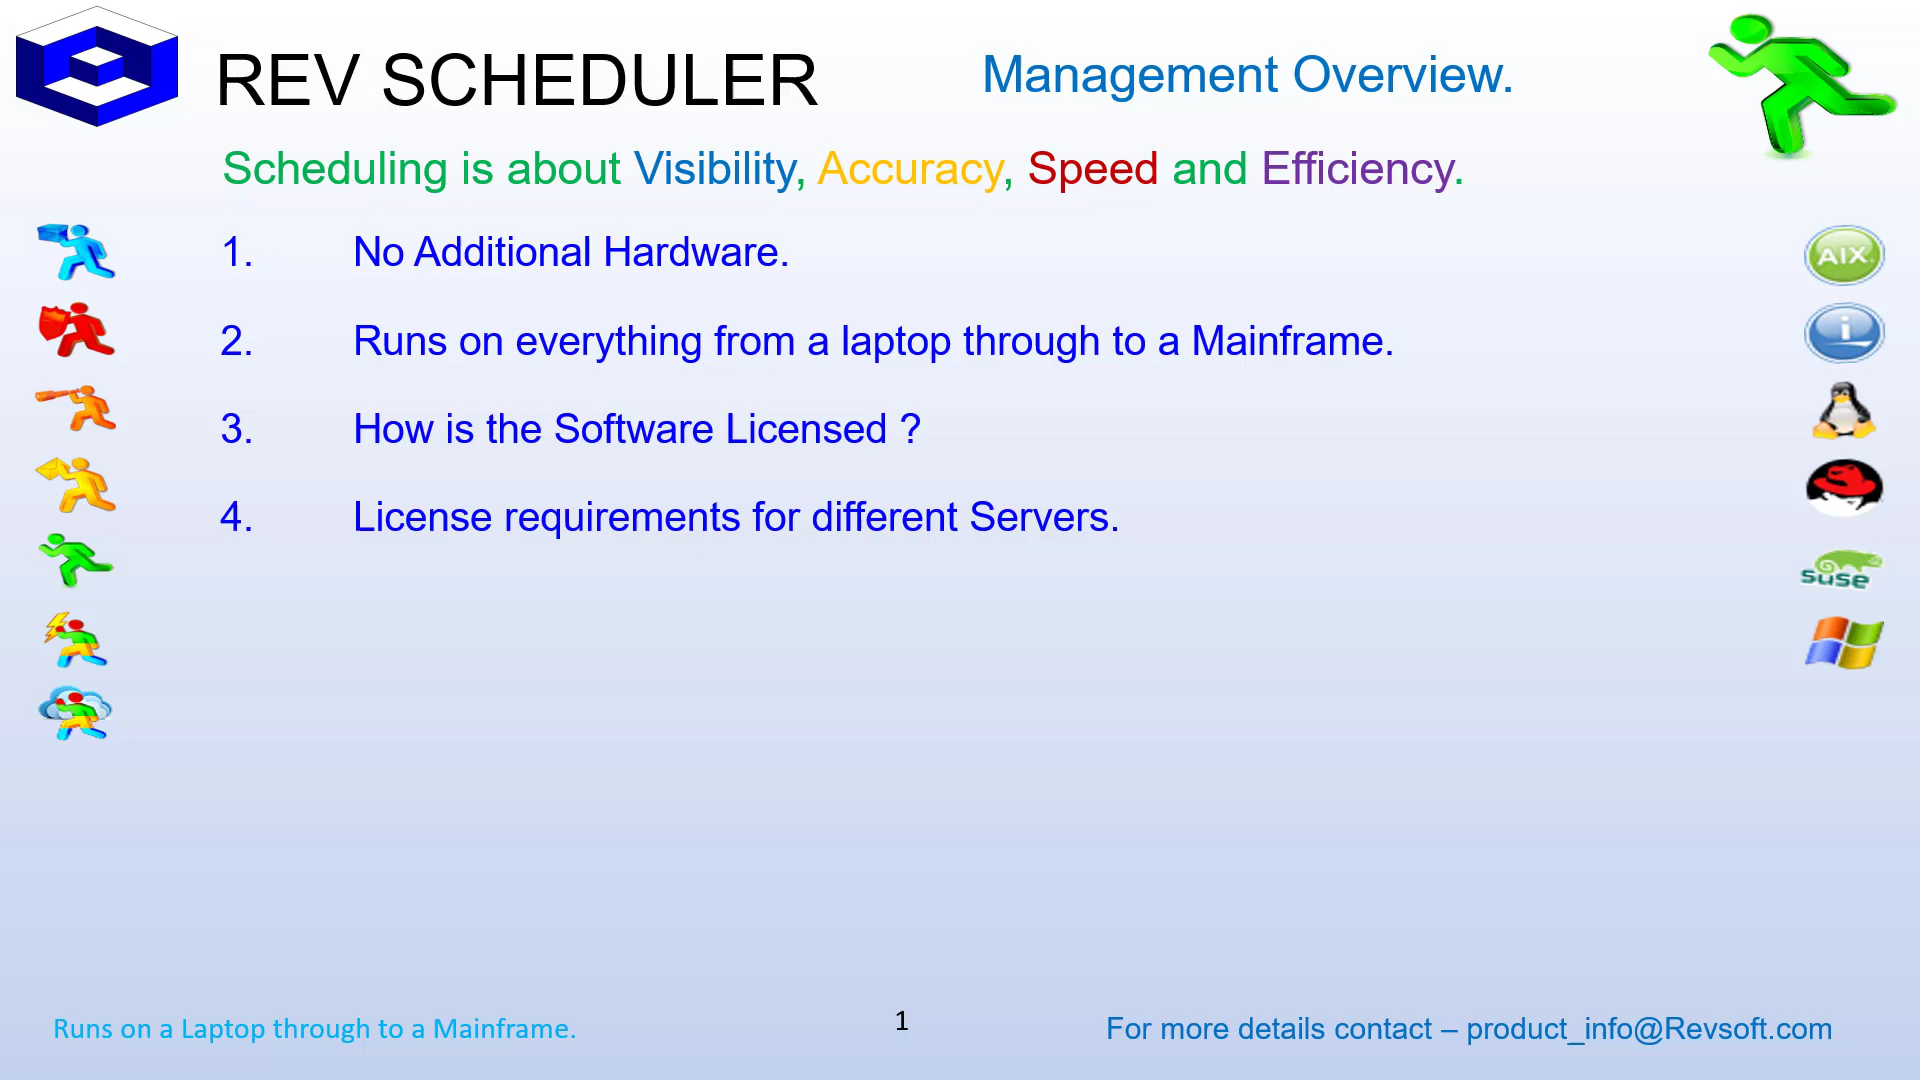 REV SCHEDULER
Management Overview.
Scheduling is about Visibility, Accuracy, Speed and Efficiency.
1. No Additional Hardware.
2. Runs on everything from a laptop through to a Mainframe.
3. How is the Software Licensed ?
4. License requirements for different Servers.
AIX
i
SUSE
Runs on a Laptop through to a Mainframe.
1
For more details contact – product_info@Revsoft.com